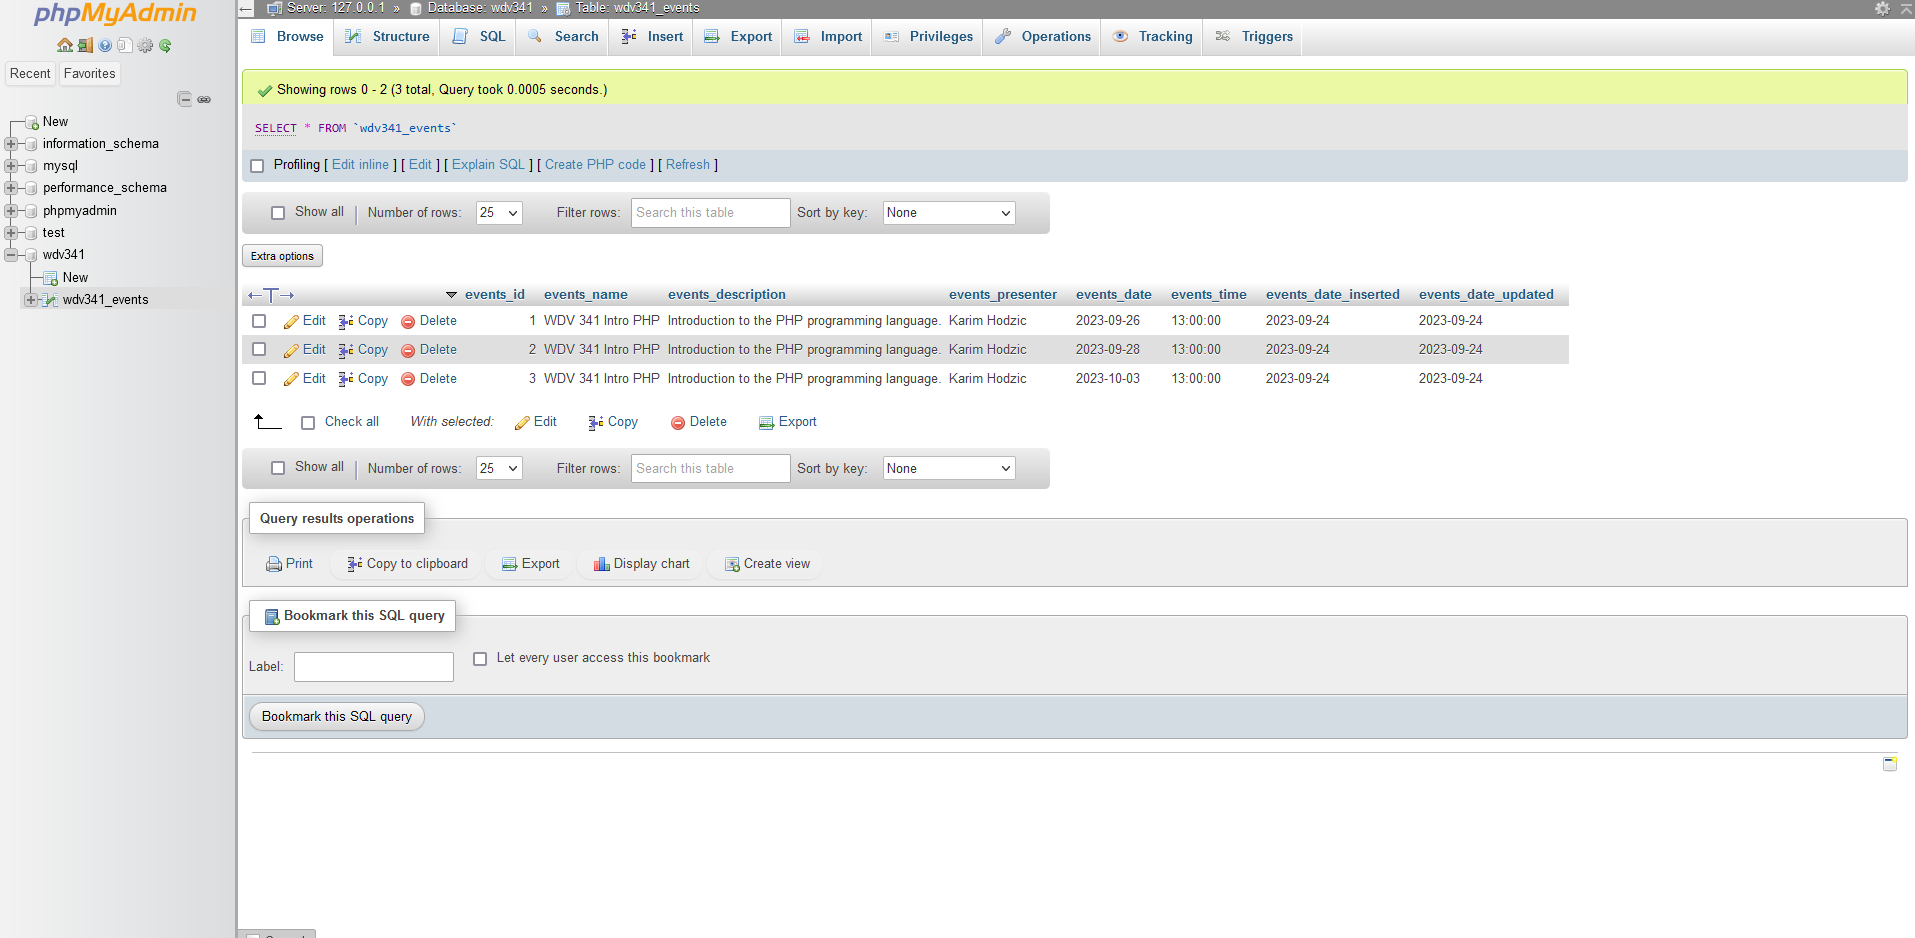 phpMyAdmin
Recent Favorites
New
information_schema
mysql
performance_schema
phpmyadmin
test
wdv341
New
wdv341_events
Server: 127.0.0.1 » Database: wdv341 » Table: wdv341_events
Browse Structure SQL Search Insert Export Import Privileges Operations Tracking Triggers
Showing rows 0 - 2 (3 total, Query took 0.0005 seconds.)
SELECT * FROM `wdv341_events`
Profiling [ Edit inline ] [ Edit ] [ Explain SQL ] [ Create PHP code ] [ Refresh ]
Show all Number of rows: 25 Filter rows: Search this table Sort by key: None
Extra options
←T→ events_id events_name events_description events_presenter events_date events_time events_date_inserted events_date_updated
Edit Copy Delete 1 WDV 341 Intro PHP Introduction to the PHP programming language. Karim Hodzic 2023-09-26 13:00:00 2023-09-24 2023-09-24
Edit Copy Delete 2 WDV 341 Intro PHP Introduction to the PHP programming language. Karim Hodzic 2023-09-28 13:00:00 2023-09-24 2023-09-24
Edit Copy Delete 3 WDV 341 Intro PHP Introduction to the PHP programming language. Karim Hodzic 2023-10-03 13:00:00 2023-09-24 2023-09-24
Check all With selected: Edit Copy Delete Export
Show all Number of rows: 25 Filter rows: Search this table Sort by key: None
Query results operations
Print Copy to clipboard Export Display chart Create view
Bookmark this SQL query
Label: Let every user access this bookmark
Bookmark this SQL query